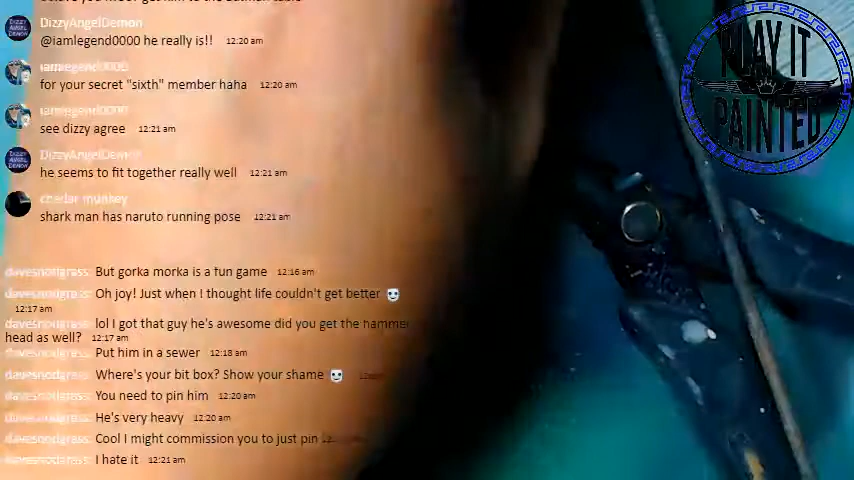 DizzyAngelDemon
@iamlegend0000 he really is!! 12:20 am
iamlegend0000
for your secret "sixth" member haha 12:20 am
iamlegend0000
see dizzy agree 12:21 am
DizzyAngelDemon
he seems to fit together really well 12:21 am
chedar munkey
shark man has naruto running pose 12:21 am
davesnodgrass: But gorka morka is a fun game 12:16 am
davesnodgrass: Oh joy! Just when I thought life couldn't get better
12:17 am
davesnodgrass: lol I got that guy he's awesome did you get the hammer
head as well? 12:17 am
davesnodgrass: Put him in a sewer 12:18 am
davesnodgrass: Where's your bit box? Show your shame
davesnodgrass: You need to pin him 12:20 am
davesnodgrass: He's very heavy 12:20 am
davesnodgrass: Cool I might commission you to just pin
davesnodgrass: I hate it 12:21 am
PLAY IT
PAINTED